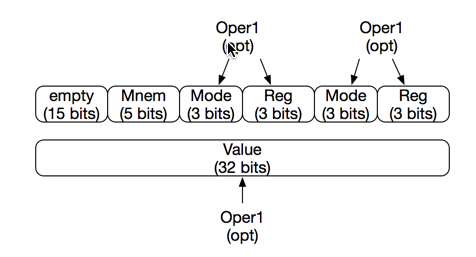 Oper1 Oper1
(opt) (opt)
empty Mnem Mode Reg Mode Reg
(15 bits) (5 bits) (3 bits) (3 bits) (3 bits) (3 bits)
Value
(32 bits)
Oper1
(opt)